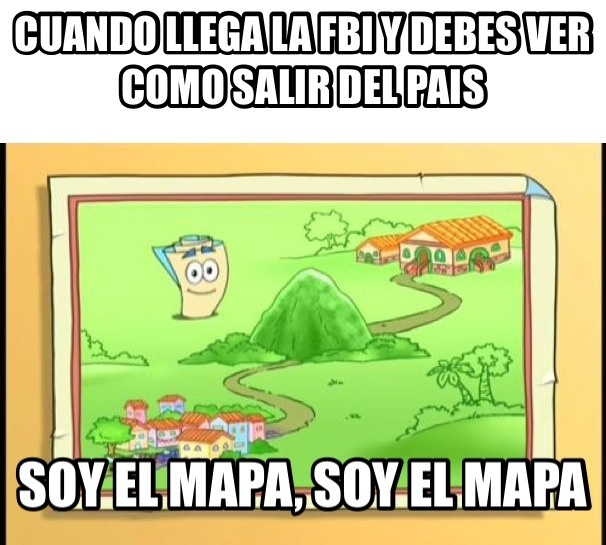 CUANDO LLEGA LA FBI Y DEBES VER
COMO SALIR DEL PAIS
SOY EL MAPA, SOY EL MAPA